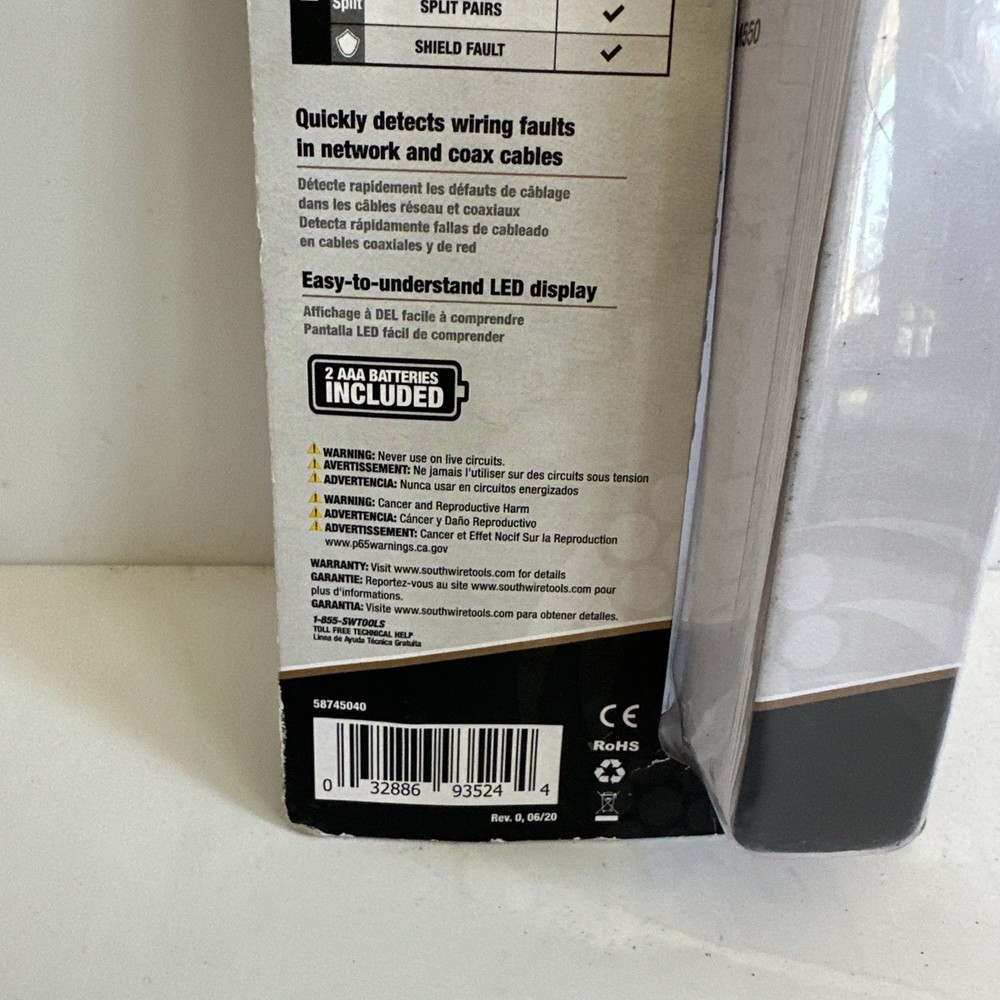 Split SPLIT PAIRS ✓
SHIELD FAULT ✓
Quickly detects wiring faults
in network and coax cables
Détecte rapidement les défauts de câblage
dans les câbles réseau et coaxiaux
Detecta rápidamente fallas de cableado
en cables coaxiales y de red
Easy-to-understand LED display
Affichage à DEL facile à comprendre
Pantalla LED fácil de comprender
2 AAA BATTERIES
INCLUDED
WARNING: Never use on live circuits.
AVERTISSEMENT: Ne jamais l'utiliser sur des circuits sous tension
ADVERTENCIA: Nunca usar en circuitos energizados
WARNING: Cancer and Reproductive Harm
ADVERTENCIA: Cáncer y Daño Reproductivo
ADVERTISSEMENT: Cancer et Effet Nocif Sur la Reproduction
www.p65warnings.ca.gov
WARRANTY: Visit www.southwiretools.com for details
GARANTIE: Reportez-vous au site www.southwiretools.com pour
plus d'informations.
GARANTIA: Visite www.southwiretools.com para obtener detalles.
1-855-SWTOOLS
TOLL FREE TECHNICAL HELP
Línea de Ayuda Técnica Gratuita
58745040
0 32886 93524 4
Rev. 0, 06/20
CE
RoHS